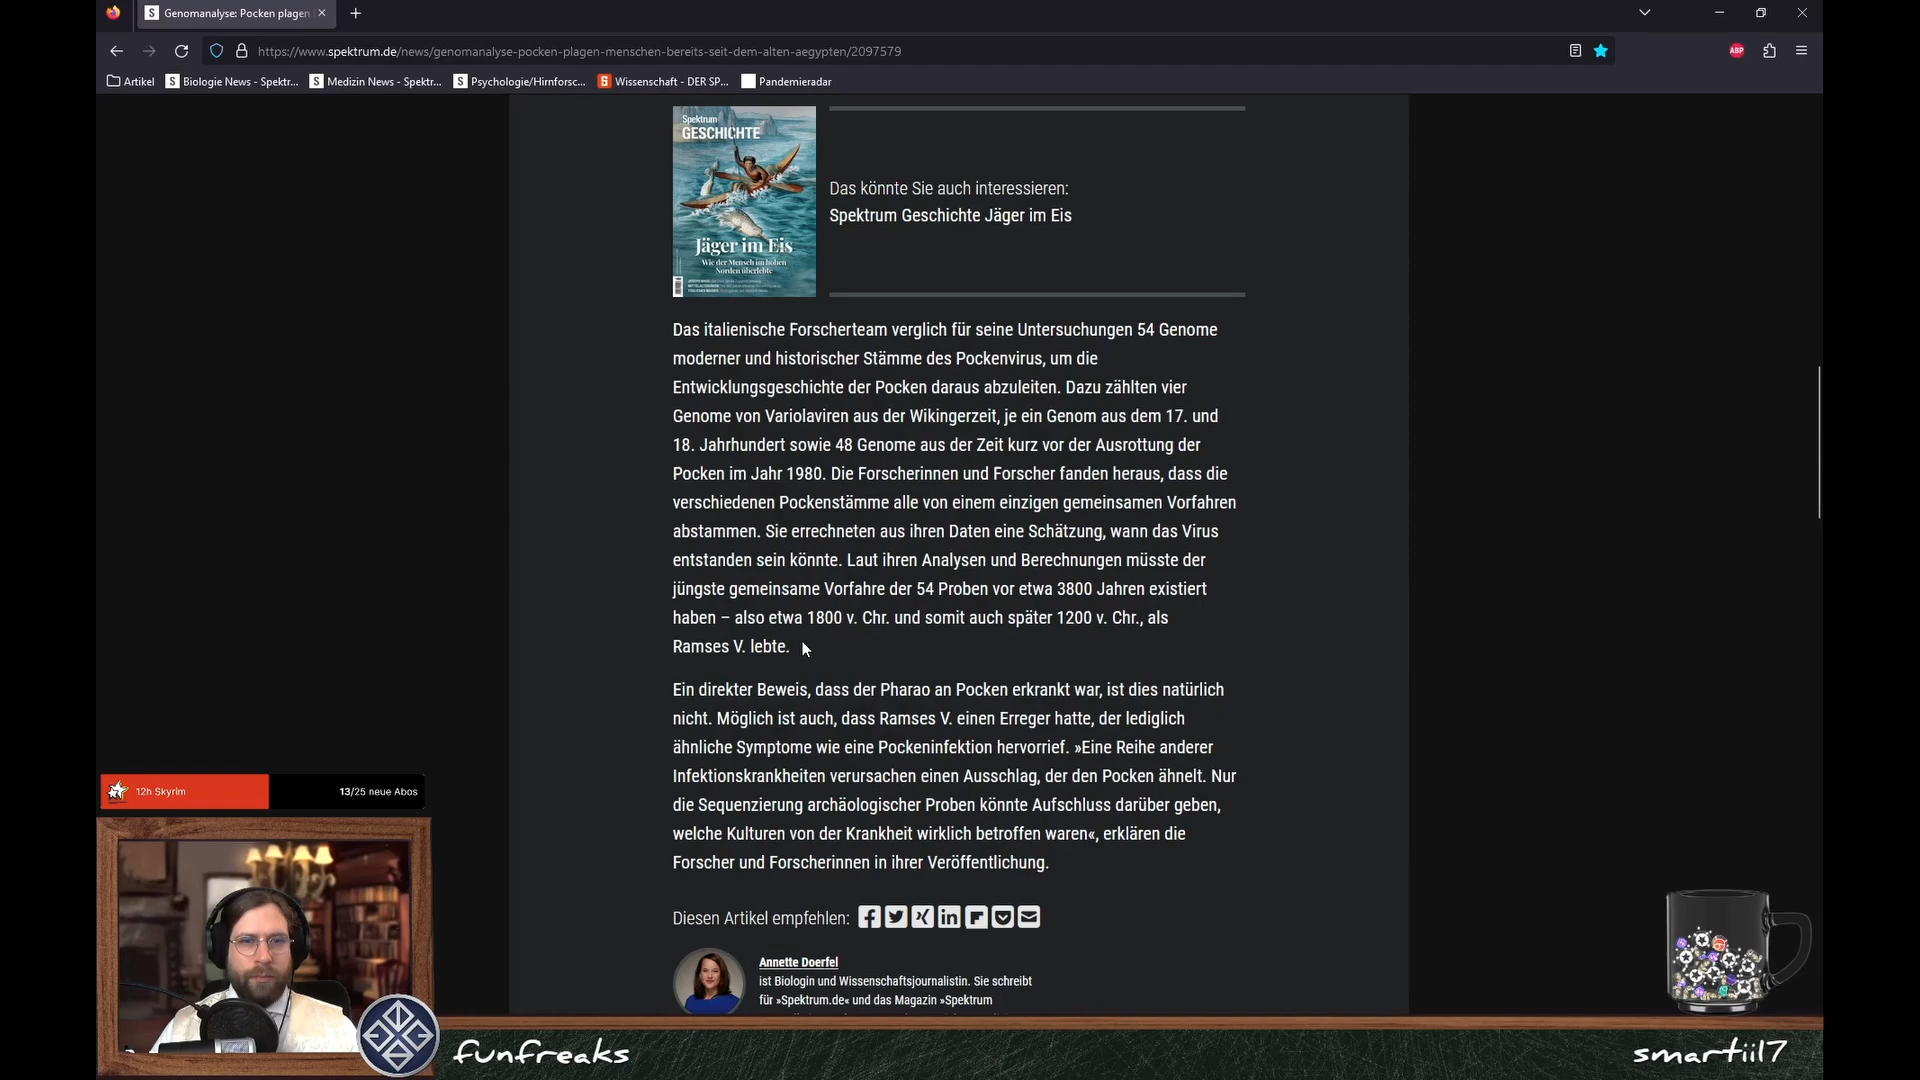 Genomanalyse: Pocken plagen
https://www.spektrum.de/news/genomanalyse-pocken-plagen-menschen-bereits-seit-dem-alten-aegypten/2097579
ABP
Artikel
Biologie News - Spektr...
Medizin News - Spektr...
Psychologie/Hirnforsc...
Wissenschaft - DER SP...
Pandemieradar
Spektrum
GESCHICHTE
Jäger im Eis
Wie der Mensch im hohen
Norden überlebte
Das könnte Sie auch interessieren:
Spektrum Geschichte Jäger im Eis
Das italienische Forscherteam verglich für seine Untersuchungen 54 Genome
moderner und historischer Stämme des Pockenvirus, um die
Entwicklungsgeschichte der Pocken daraus abzuleiten. Dazu zählten vier
Genome von Variolaviren aus der Wikingerzeit, je ein Genom aus dem 17. und
18. Jahrhundert sowie 48 Genome aus der Zeit kurz vor der Ausrottung der
Pocken im Jahr 1980. Die Forscherinnen und Forscher fanden heraus, dass die
verschiedenen Pockenstämme alle von einem einzigen gemeinsamen Vorfahren
abstammen. Sie errechneten aus ihren Daten eine Schätzung, wann das Virus
entstanden sein könnte. Laut ihren Analysen und Berechnungen müsste der
jüngste gemeinsame Vorfahre der 54 Proben vor etwa 3800 Jahren existiert
haben – also etwa 1800 v. Chr. und somit auch später 1200 v. Chr., als
Ramses V. lebte.
Ein direkter Beweis, dass der Pharao an Pocken erkrankt war, ist dies natürlich
nicht. Möglich ist auch, dass Ramses V. einen Erreger hatte, der lediglich
ähnliche Symptome wie eine Pockeninfektion hervorrief. »Eine Reihe anderer
Infektionskrankheiten verursachen einen Ausschlag, der den Pocken ähnelt. Nur
die Sequenzierung archäologischer Proben könnte Aufschluss darüber geben,
welche Kulturen von der Krankheit wirklich betroffen waren«, erklären die
Forscher und Forscherinnen in ihrer Veröffentlichung.
Diesen Artikel empfehlen:
Annette Doerfel
ist Biologin und Wissenschaftsjournalistin. Sie schreibt
für »Spektrum.de« und das Magazin »Spektrum
12h Skyrim
13/25 neue Abos
funfreaks
smartii17